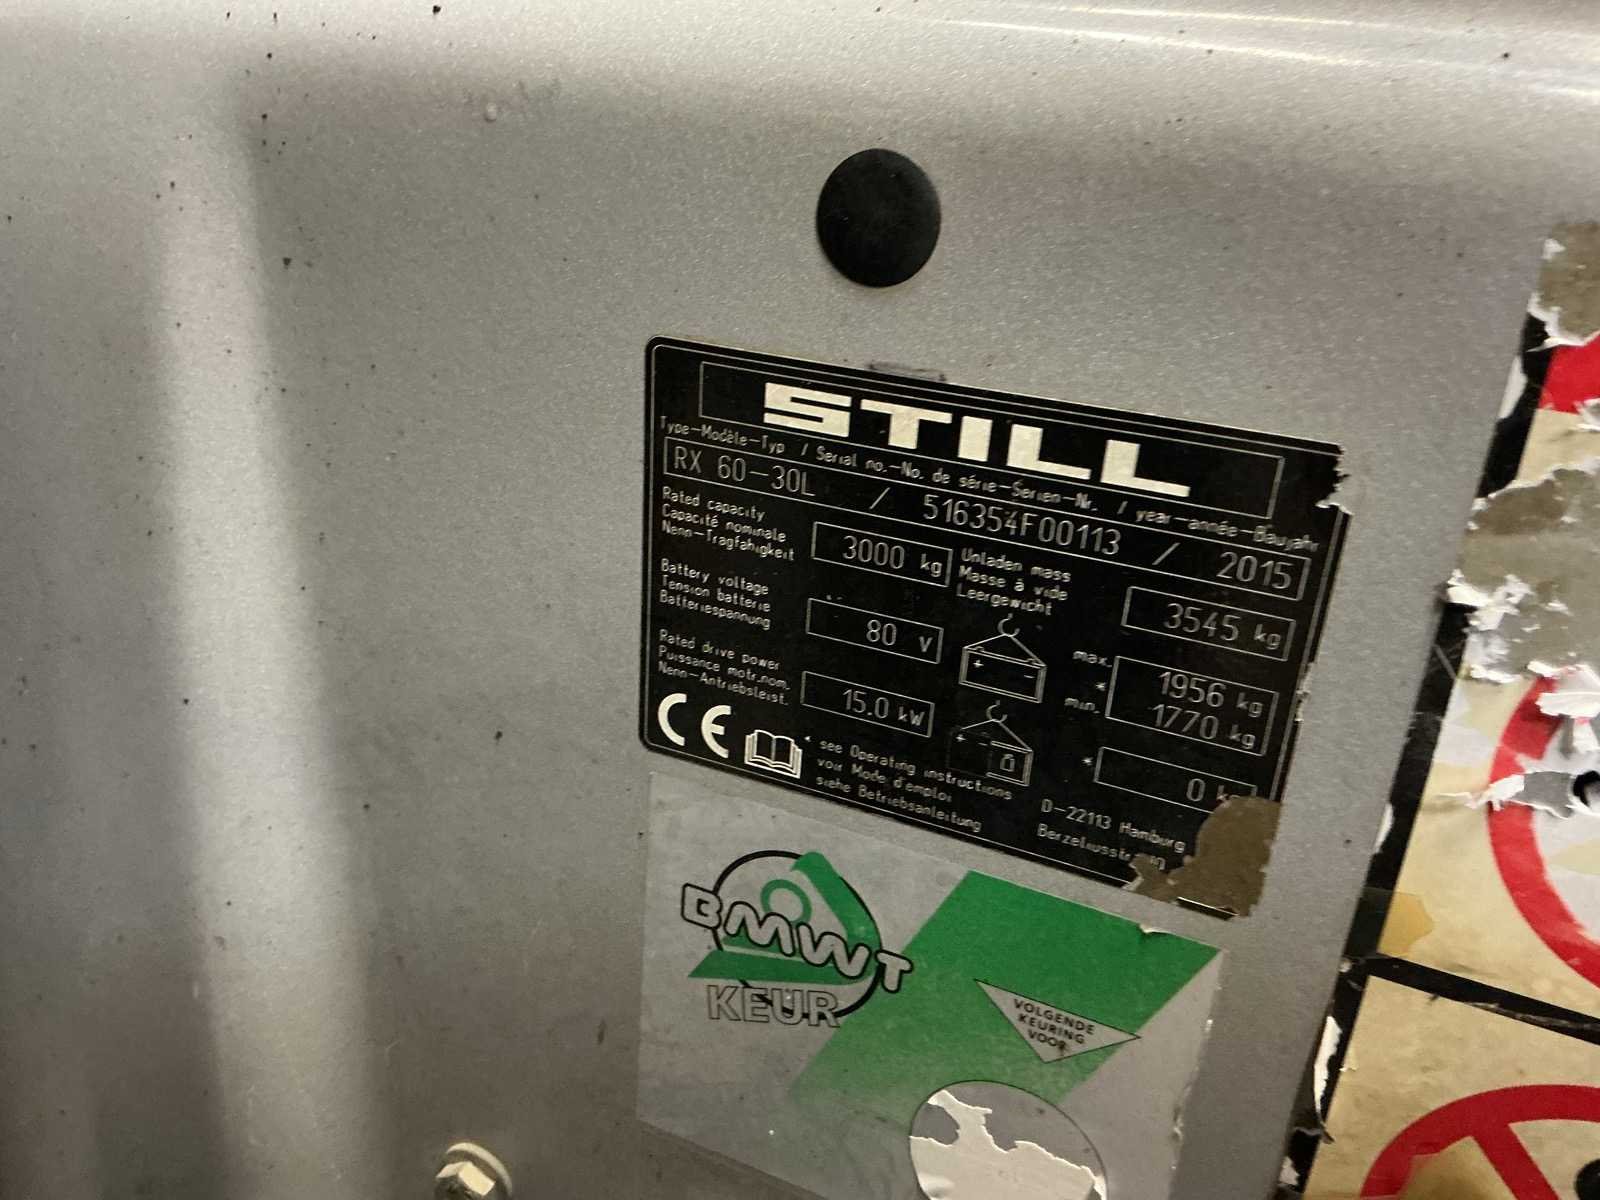 STILL
Type-Modèle-Typ / Serial no.-No. de série-Serien-Nr. / year-année-Baujahr
RX 60-30L / 516354F00113 / 2015
Rated capacity
Capacité nominale
Nenn-Tragfähigkeit
3000 kg
Unladen mass
Masse à vide
Leergewicht
3545 kg
Battery voltage
Tension batterie
Batteriespannung
80 V
+ -
max.
* 1956 kg
min. 1770 kg
Rated drive power
Puissance motr.nom.
Nenn-Antriebsleist.
15.0 kW
+ -
* 0 kg
CE
* see Operating instructions
voir Mode d'emploi
siehe Betriebsanleitung
D-22113 Hamburg
BMWT
KEUR
VOLGENDE
KEURING
VOOR